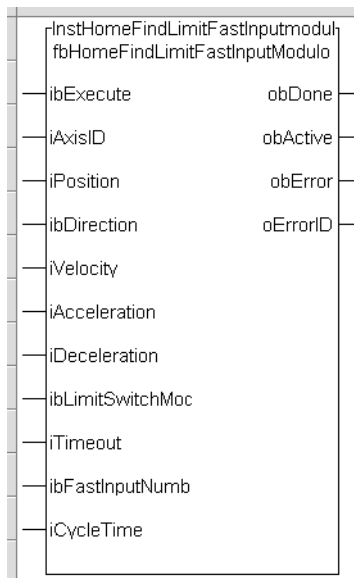 InstHomeFindLimitFastInputmodul
fbHomeFindLimitFastInputModulo
ibExecute obDone
iAxisID obActive
iPosition obError
ibDirection oErrorID
iVelocity
iAcceleration
iDeceleration
ibLimitSwitchMoc
iTimeout
ibFastInputNumb
iCycleTime